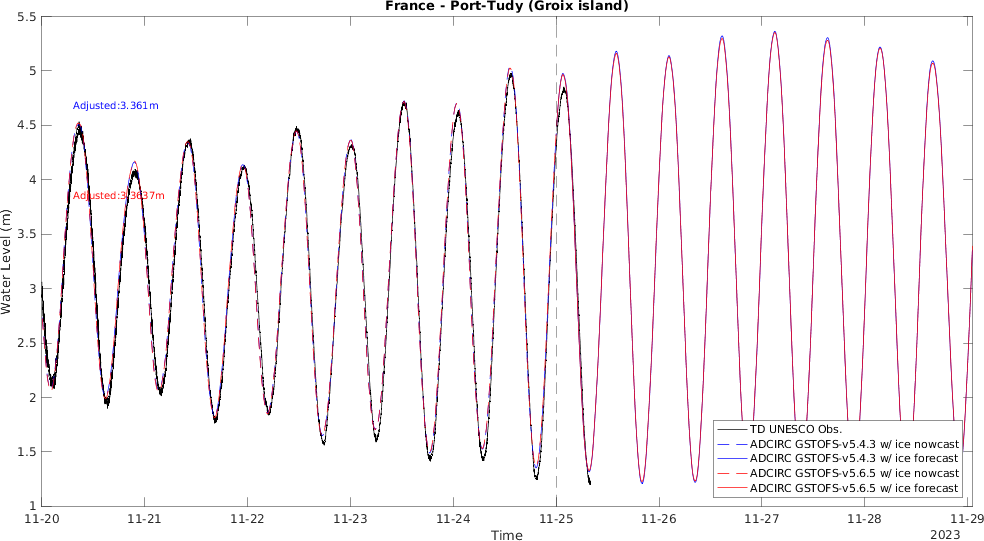 France - Port-Tudy (Groix island)
5.5
5
4.5
4
3.5
3
2.5
2
1.5
1
Water Level (m)
Adjusted:3.361m
Adjusted:3.3637m
TD UNESCO Obs.
ADCIRC GSTOFS-v5.4.3 w/ ice nowcast
ADCIRC GSTOFS-v5.4.3 w/ ice forecast
ADCIRC GSTOFS-v5.6.5 w/ ice nowcast
ADCIRC GSTOFS-v5.6.5 w/ ice forecast
11-20 11-21 11-22 11-23 11-24 11-25 11-26 11-27 11-28 11-29
Time
2023